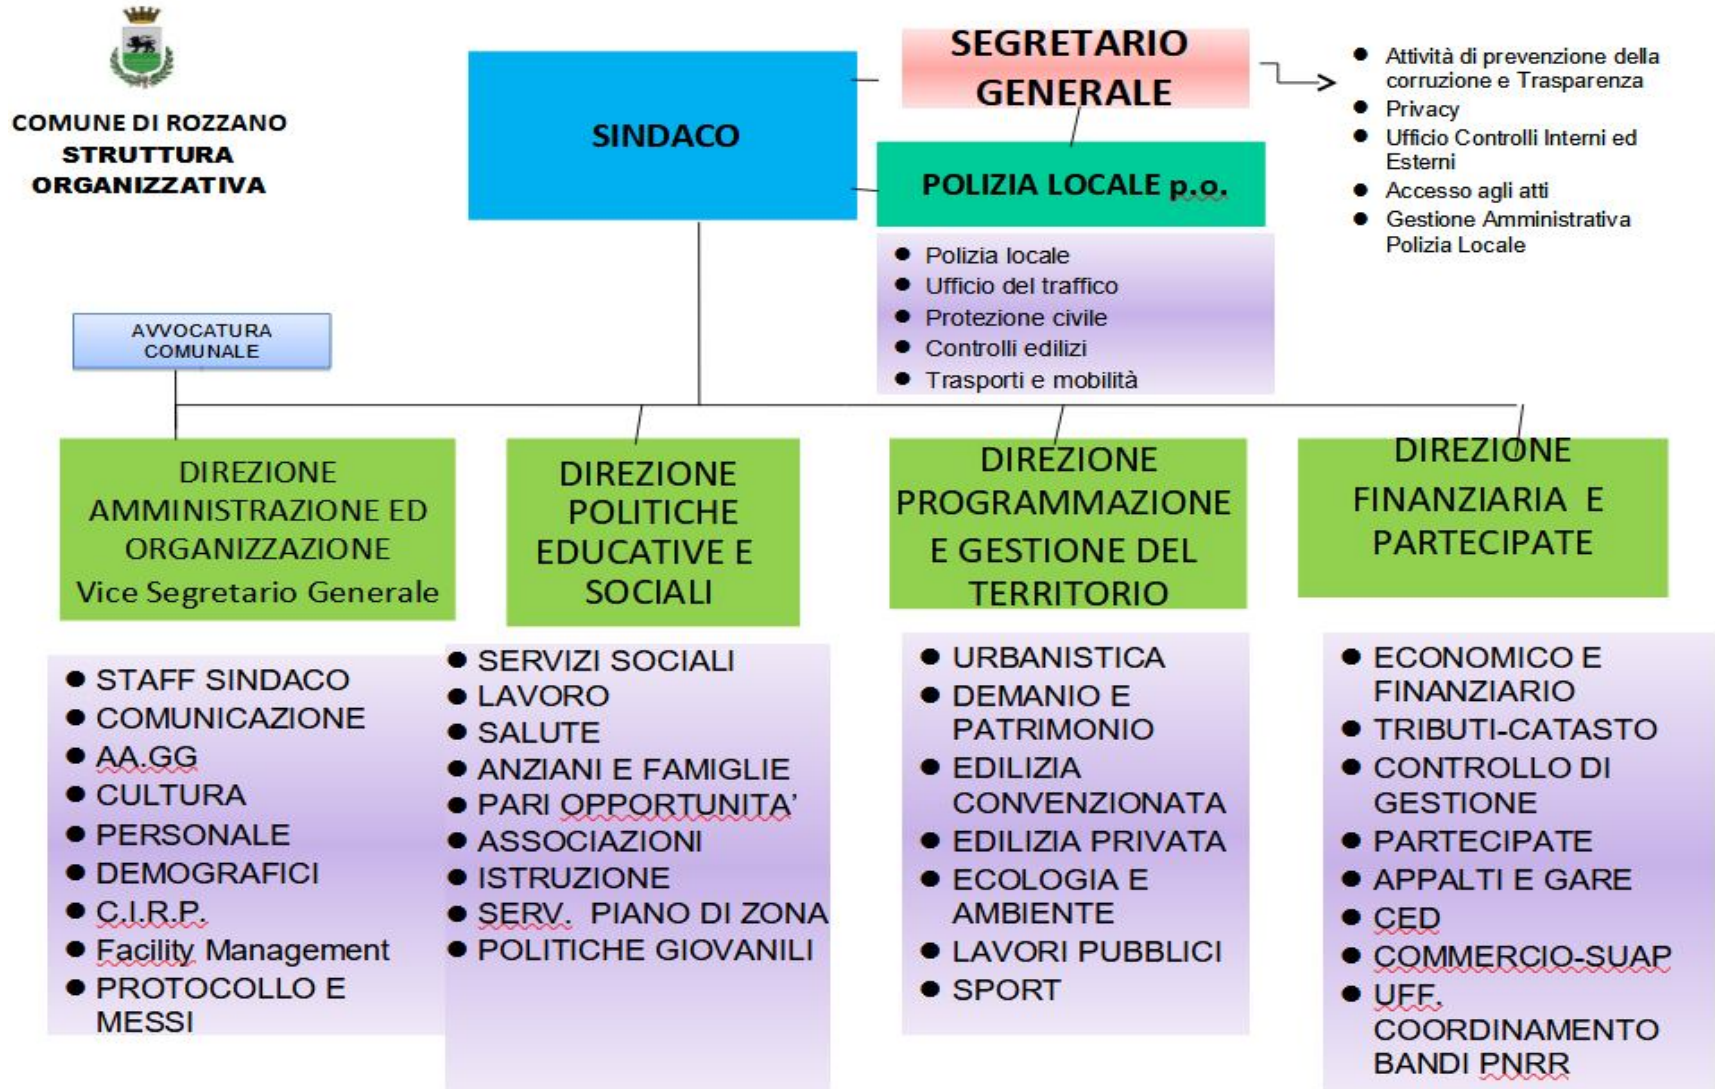 COMUNE DI ROZZANO
STRUTTURA
ORGANIZZATIVA
SINDACO
SEGRETARIO
GENERALE
Attività di prevenzione della
corruzione e Trasparenza
Privacy
Ufficio Controlli Interni ed
Esterni
Accesso agli atti
Gestione Amministrativa
Polizia Locale
POLIZIA LOCALE p.o.
Polizia locale
Ufficio del traffico
Protezione civile
Controlli edilizi
Trasporti e mobilità
AVVOCATURA
COMUNALE
DIREZIONE
AMMINISTRAZIONE ED
ORGANIZZAZIONE
Vice Segretario Generale
STAFF SINDACO
COMUNICAZIONE
AA.GG
CULTURA
PERSONALE
DEMOGRAFICI
C.I.R.P.
Facility Management
PROTOCOLLO E
MESSI
DIREZIONE
POLITICHE
EDUCATIVE E
SOCIALI
SERVIZI SOCIALI
LAVORO
SALUTE
ANZIANI E FAMIGLIE
PARI OPPORTUNITA’
ASSOCIAZIONI
ISTRUZIONE
SERV. PIANO DI ZONA
POLITICHE GIOVANILI
DIREZIONE
PROGRAMMAZIONE
E GESTIONE DEL
TERRITORIO
URBANISTICA
DEMANIO E
PATRIMONIO
EDILIZIA
CONVENZIONATA
EDILIZIA PRIVATA
ECOLOGIA E
AMBIENTE
LAVORI PUBBLICI
SPORT
DIREZIONE
FINANZIARIA E
PARTECIPATE
ECONOMICO E
FINANZIARIO
TRIBUTI-CATASTO
CONTROLLO DI
GESTIONE
PARTECIPATE
APPALTI E GARE
CED
COMMERCIO-SUAP
UFF.
COORDINAMENTO
BANDI PNRR